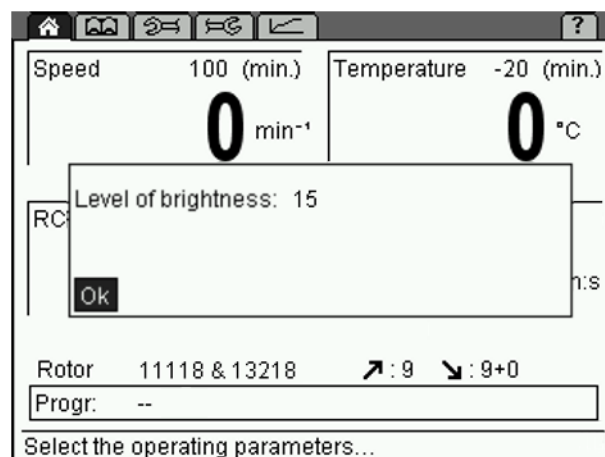 ?
Speed 100 (min.)
0 min⁻¹
Temperature -20 (min.)
0 °C
Level of brightness: 15
Ok
Rotor 11118 & 13218 ↗: 9 ↘: 9+0
Progr: --
Select the operating parameters...